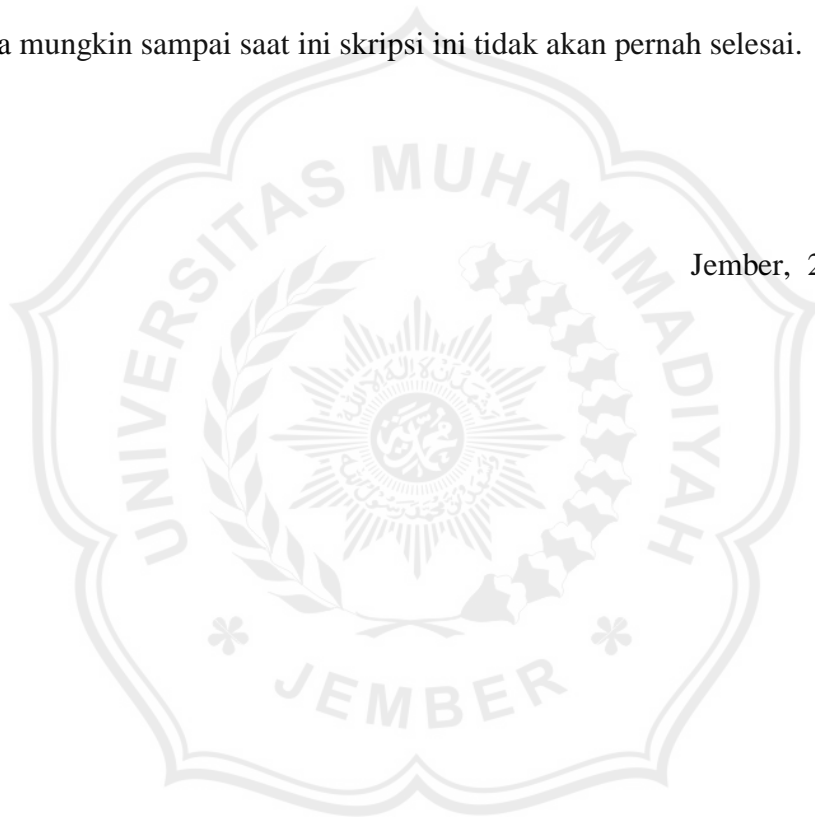 a mungkin sampai saat ini skripsi ini tidak akan pernah selesai.
UNIVERSITAS MUHAMMADIYAH
Jember, 2
JEMBER